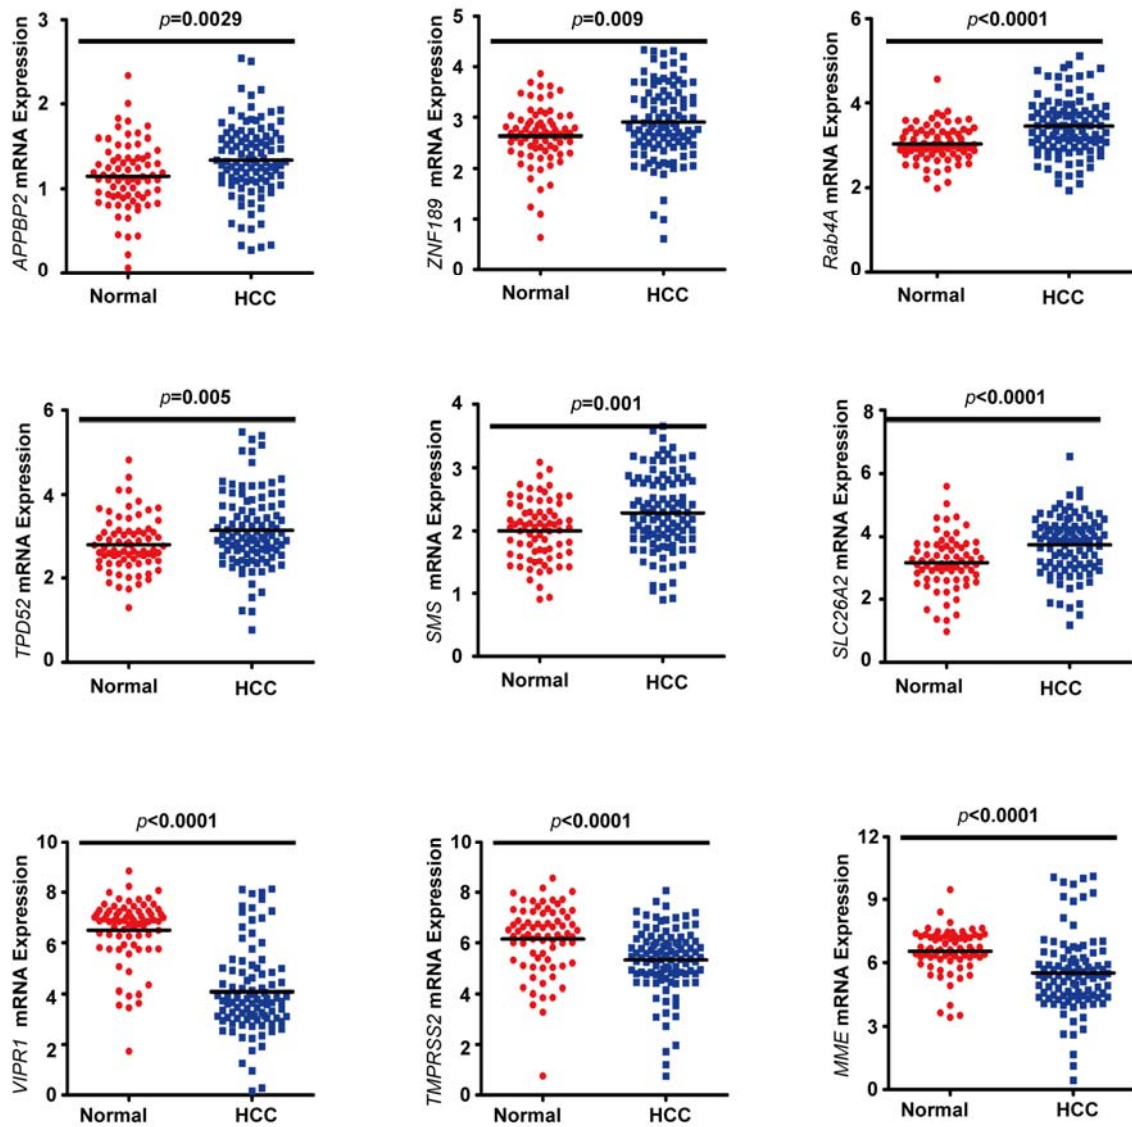 p=0.0029
APPBP2 mRNA Expression
3
2
1
0
Normal HCC
p=0.009
ZNF189 mRNA Expression
5
4
3
2
1
0
Normal HCC
p<0.0001
Rab4A mRNA Expression
6
4
2
0
Normal HCC
p=0.005
TPD52 mRNA Expression
6
4
2
0
Normal HCC
p=0.001
SMS mRNA Expression
4
3
2
1
0
Normal HCC
p<0.0001
SLC26A2 mRNA Expression
8
6
4
2
0
Normal HCC
p<0.0001
VIPR1 mRNA Expression
10
8
6
4
2
0
Normal HCC
p<0.0001
TMPRSS2 mRNA Expression
10
8
6
4
2
0
Normal HCC
p<0.0001
MME mRNA Expression
12
9
6
3
0
Normal HCC